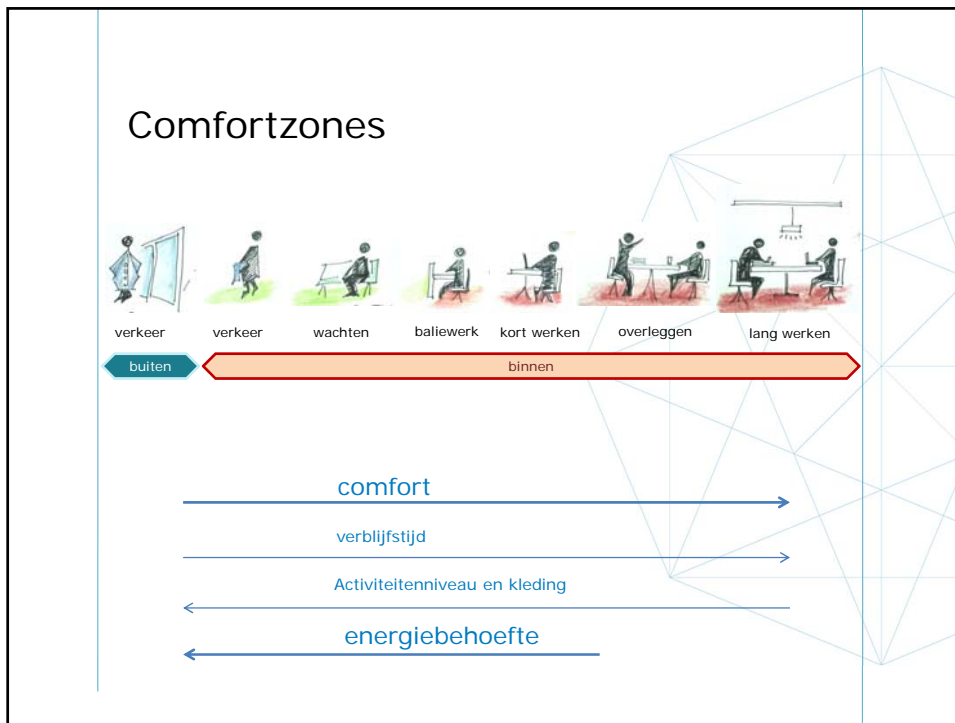 Comfortzones
verkeer verkeer wachten baliewerk kort werken overleggen lang werken
buiten binnen
comfort
verblijfstijd
Activiteitenniveau en kleding
energiebehoefte